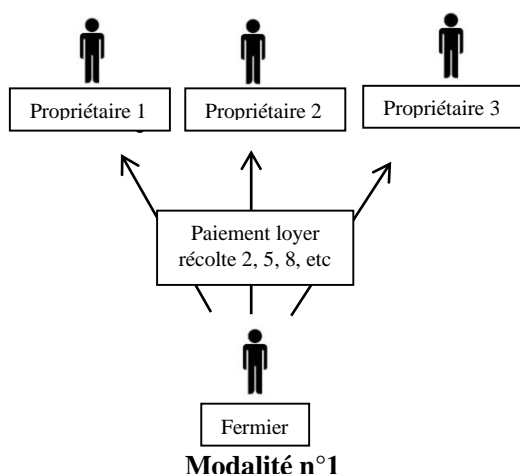 Propriétaire 1
Propriétaire 2
Propriétaire 3
Paiement loyer
récolte 2, 5, 8, etc
Fermier
Modalité n°1